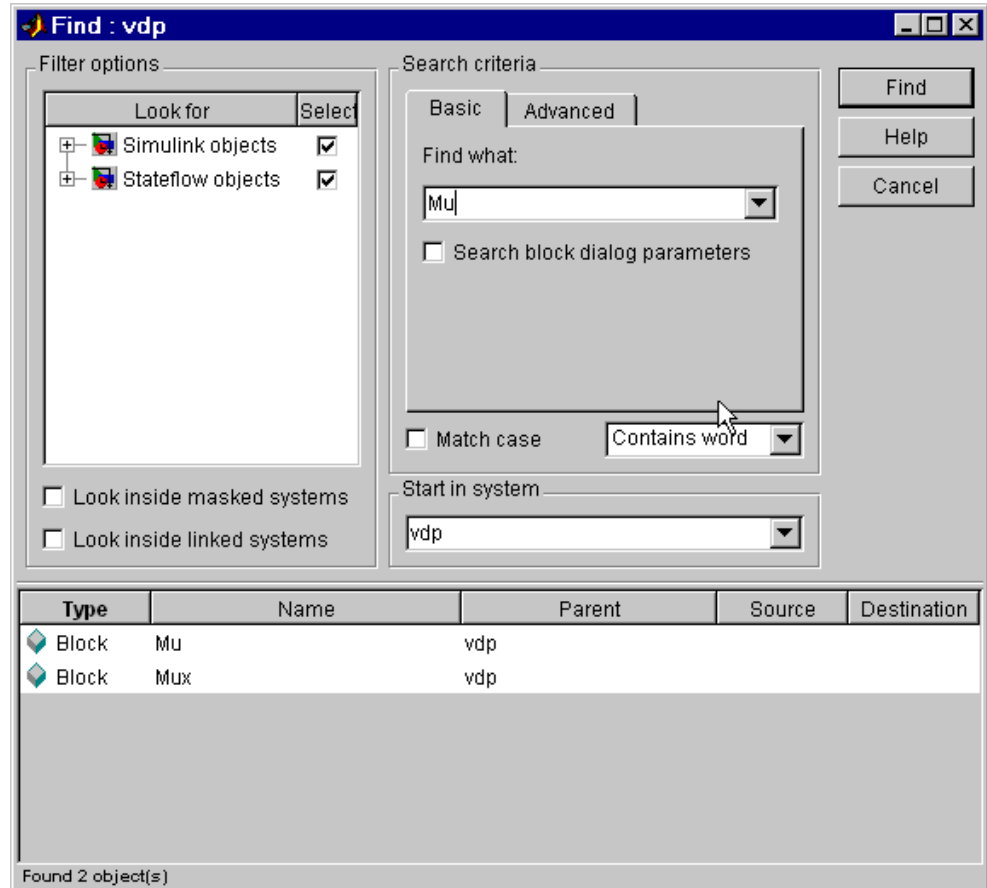 Find : vdp
Filter options
Look for Select
Simulink objects
Stateflow objects
Look inside masked systems
Look inside linked systems
Search criteria
Basic Advanced
Find what:
Mu
Search block dialog parameters
Match case Contains word
Start in system
vdp
Find
Help
Cancel
Type Name Parent Source Destination
Block Mu vdp
Block Mux vdp
Found 2 object(s)